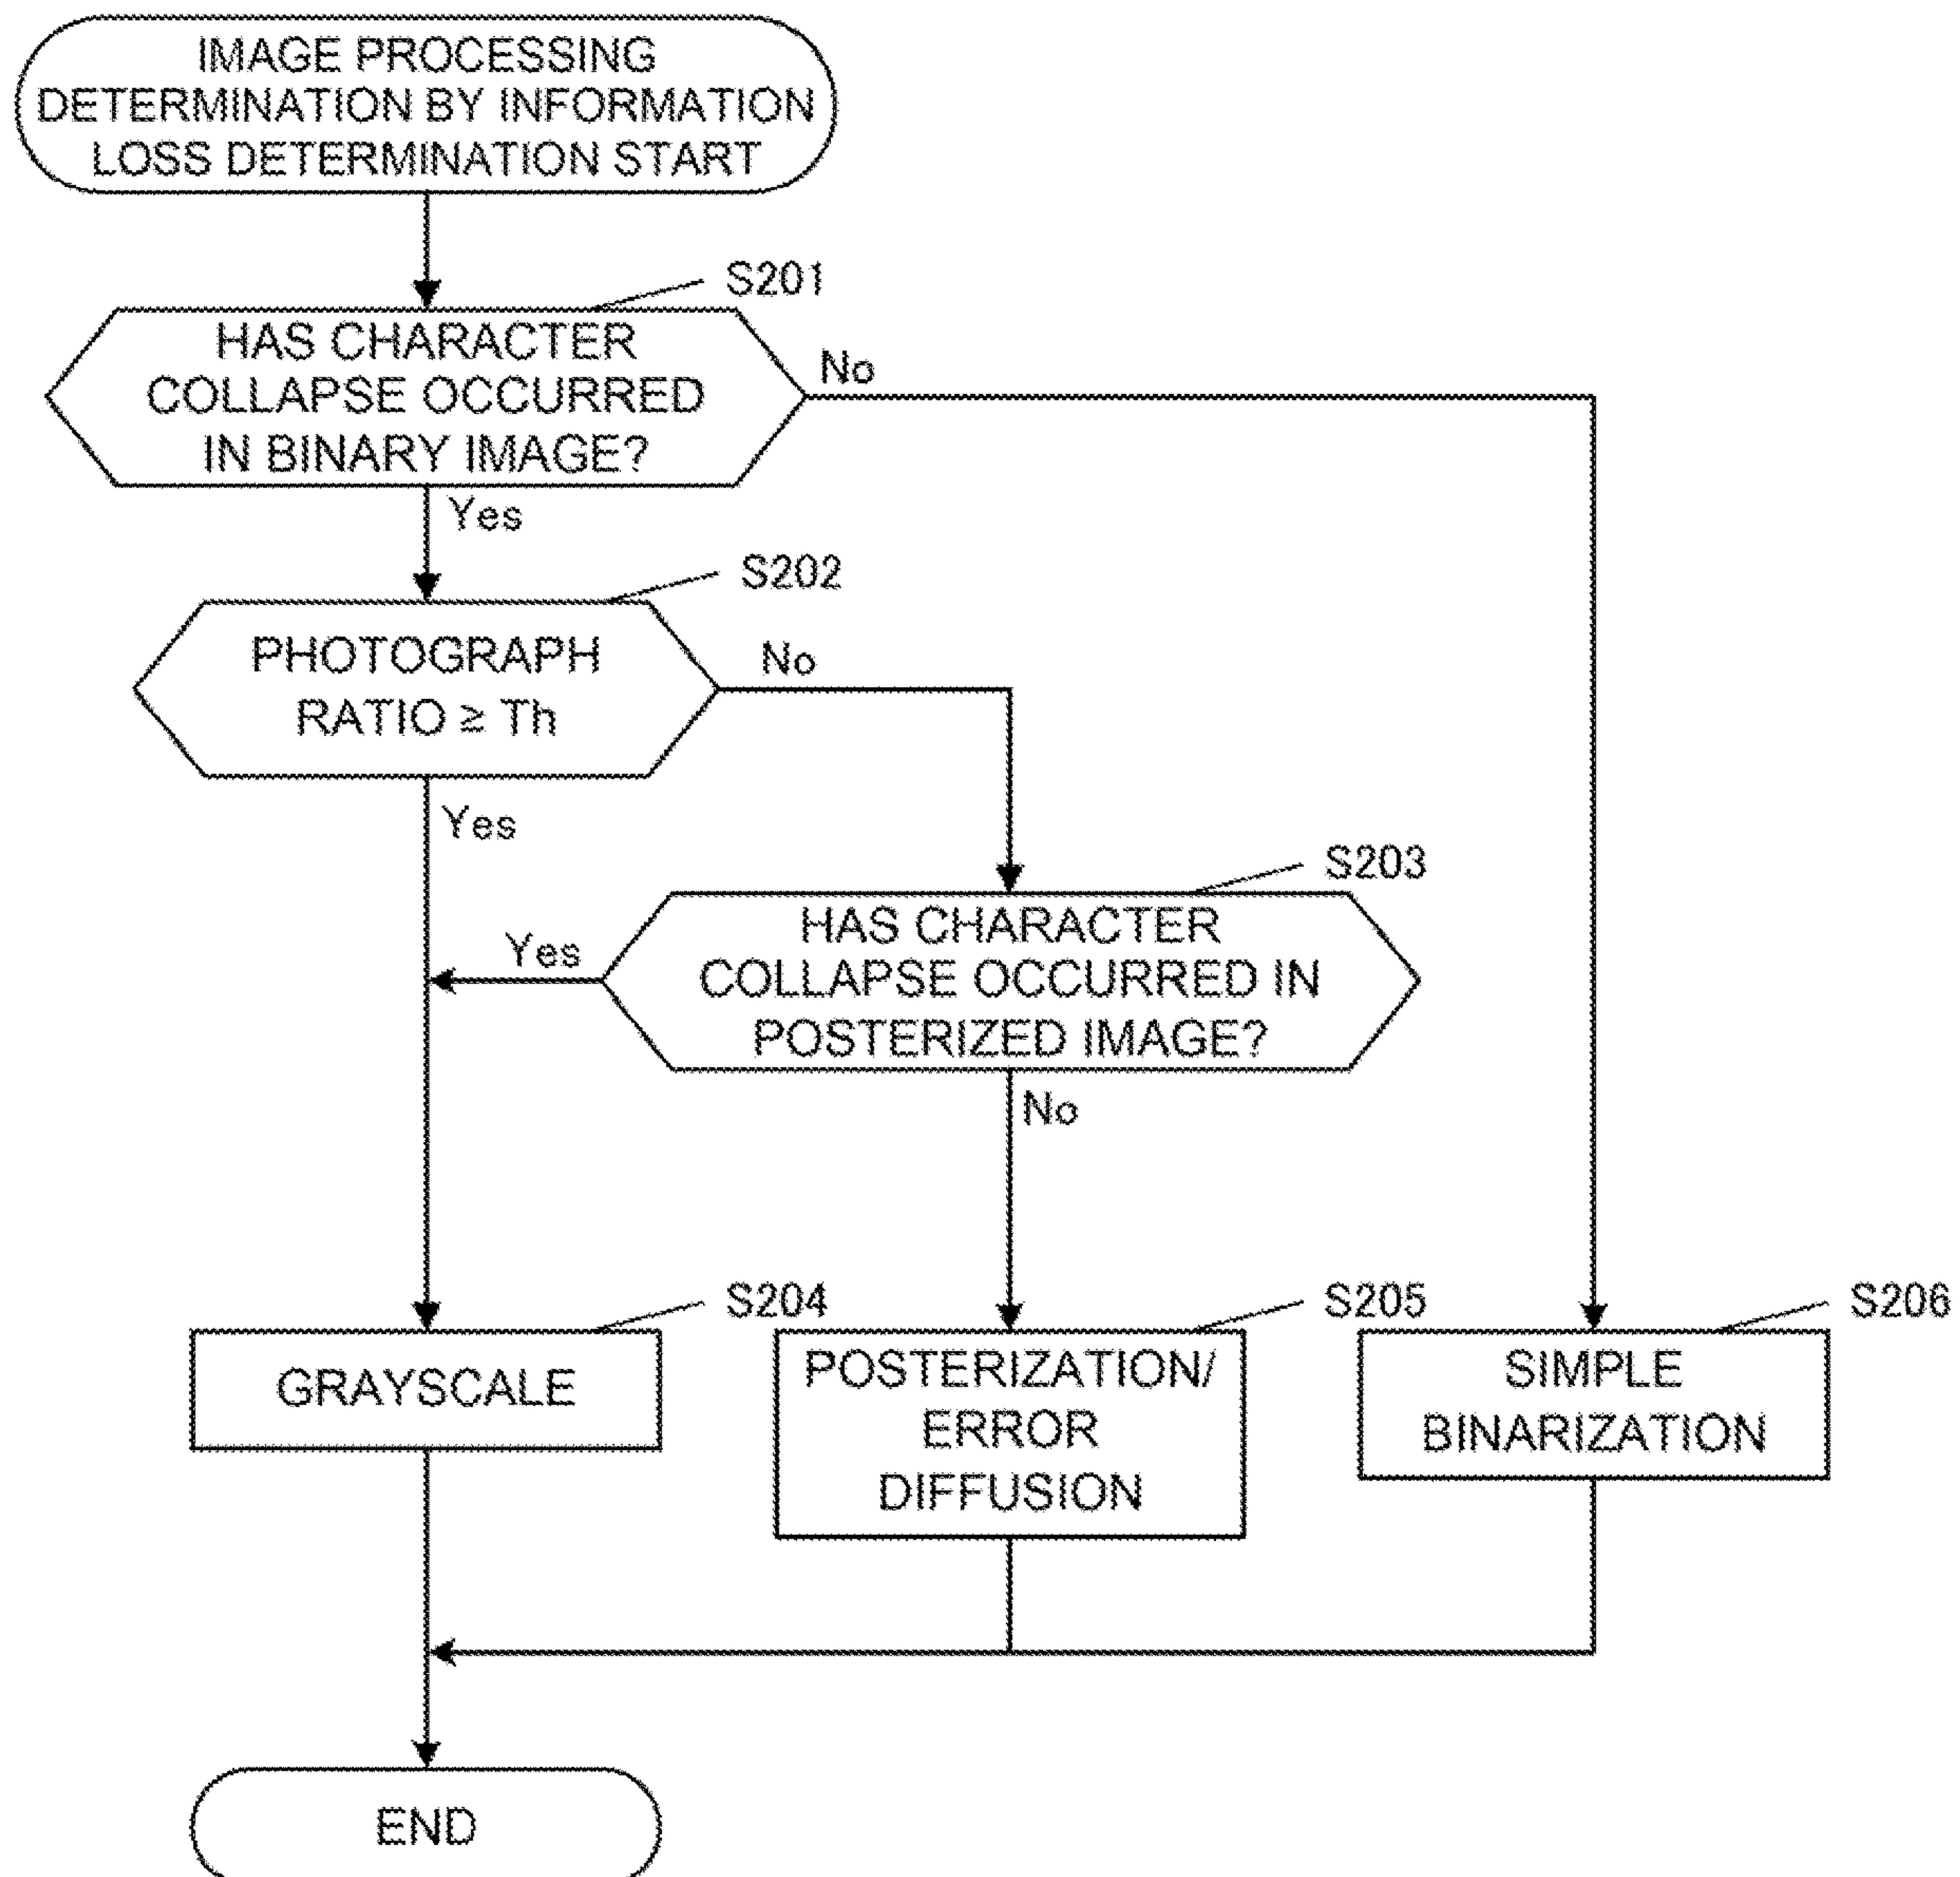 IMAGE PROCESSING
DETERMINATION BY INFORMATION
LOSS DETERMINATION START
S201
HAS CHARACTER
COLLAPSE OCCURRED
IN BINARY IMAGE?
No
Yes
S202
PHOTOGRAPH
RATIO ≥ Th
No
Yes
S203
HAS CHARACTER
COLLAPSE OCCURRED IN
POSTERIZED IMAGE?
Yes
No
S204
GRAYSCALE
S205
POSTERIZATION/
ERROR
DIFFUSION
S206
SIMPLE
BINARIZATION
END